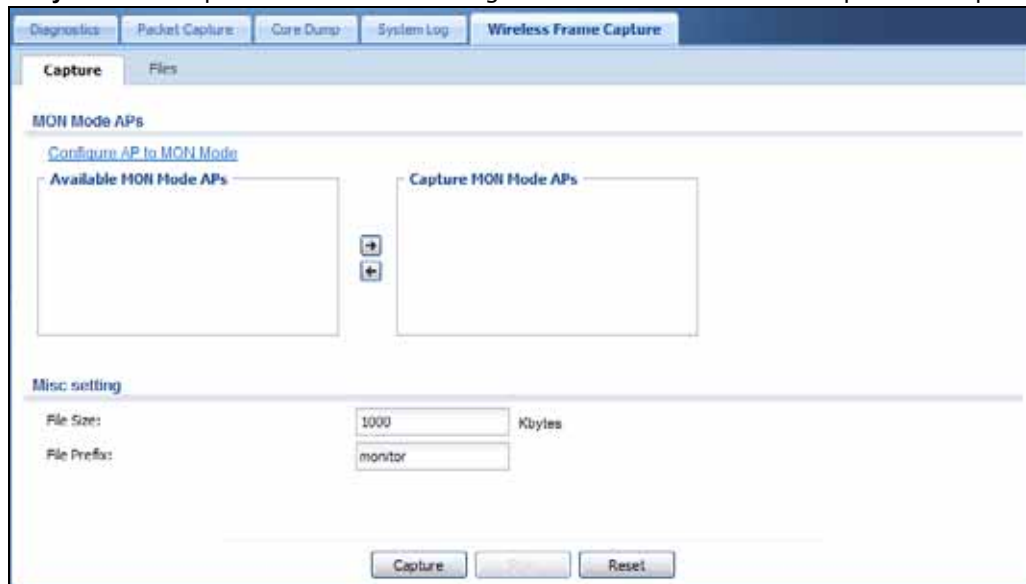 Diagnostics Packet Capture Core Dump System Log Wireless Frame Capture
Capture Files
MON Mode APs
Configure AP to MON Mode
Available MON Mode APs Capture MON Mode APs
Misc setting
File Size: 1000 Kbytes
File Prefix: monitor
Capture Reset